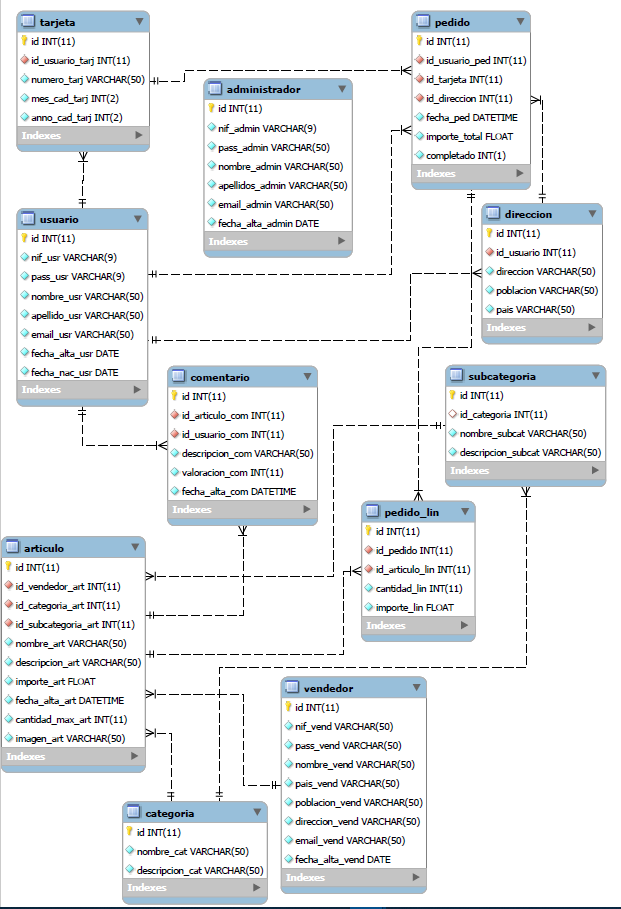 tarjeta
id INT(11)
id_usuario_tarj INT(11)
numero_tarj VARCHAR(50)
mes_cad_tarj INT(2)
anno_cad_tarj INT(2)
Indexes
pedido
id INT(11)
id_usuario_ped INT(11)
id_tarjeta INT(11)
id_direccion INT(11)
fecha_ped DATETIME
importe_total FLOAT
completado INT(1)
Indexes
administrador
id INT(11)
nif_admin VARCHAR(9)
pass_admin VARCHAR(50)
nombre_admin VARCHAR(50)
apellidos_admin VARCHAR(50)
email_admin VARCHAR(50)
fecha_alta_admin DATE
Indexes
usuario
id INT(11)
nif_usr VARCHAR(9)
pass_usr VARCHAR(9)
nombre_usr VARCHAR(50)
apellido_usr VARCHAR(50)
email_usr VARCHAR(50)
fecha_alta_usr DATE
fecha_nac_usr DATE
Indexes
direccion
id INT(11)
id_usuario INT(11)
direccion VARCHAR(50)
poblacion VARCHAR(50)
pais VARCHAR(50)
Indexes
comentario
id INT(11)
id_articulo_com INT(11)
id_usuario_com INT(11)
descripcion_com VARCHAR(50)
valoracion_com INT(11)
fecha_alta_com DATETIME
Indexes
subcategoria
id INT(11)
id_categoria INT(11)
nombre_subcat VARCHAR(50)
descripcion_subcat VARCHAR(50)
Indexes
pedido_lin
id INT(11)
id_pedido INT(11)
id_articulo_lin INT(11)
cantidad_lin INT(11)
importe_lin FLOAT
Indexes
articulo
id INT(11)
id_vendedor_art INT(11)
id_categoria_art INT(11)
id_subcategoria_art INT(11)
nombre_art VARCHAR(50)
descripcion_art VARCHAR(50)
importe_art FLOAT
fecha_alta_art DATETIME
cantidad_max_art INT(11)
imagen_art VARCHAR(50)
Indexes
vendedor
id INT(11)
nif_vend VARCHAR(50)
pass_vend VARCHAR(50)
nombre_vend VARCHAR(50)
pais_vend VARCHAR(50)
poblacion_vend VARCHAR(50)
direccion_vend VARCHAR(50)
email_vend VARCHAR(50)
fecha_alta_vend DATE
Indexes
categoria
id INT(11)
nombre_cat VARCHAR(50)
descripcion_cat VARCHAR(50)
Indexes